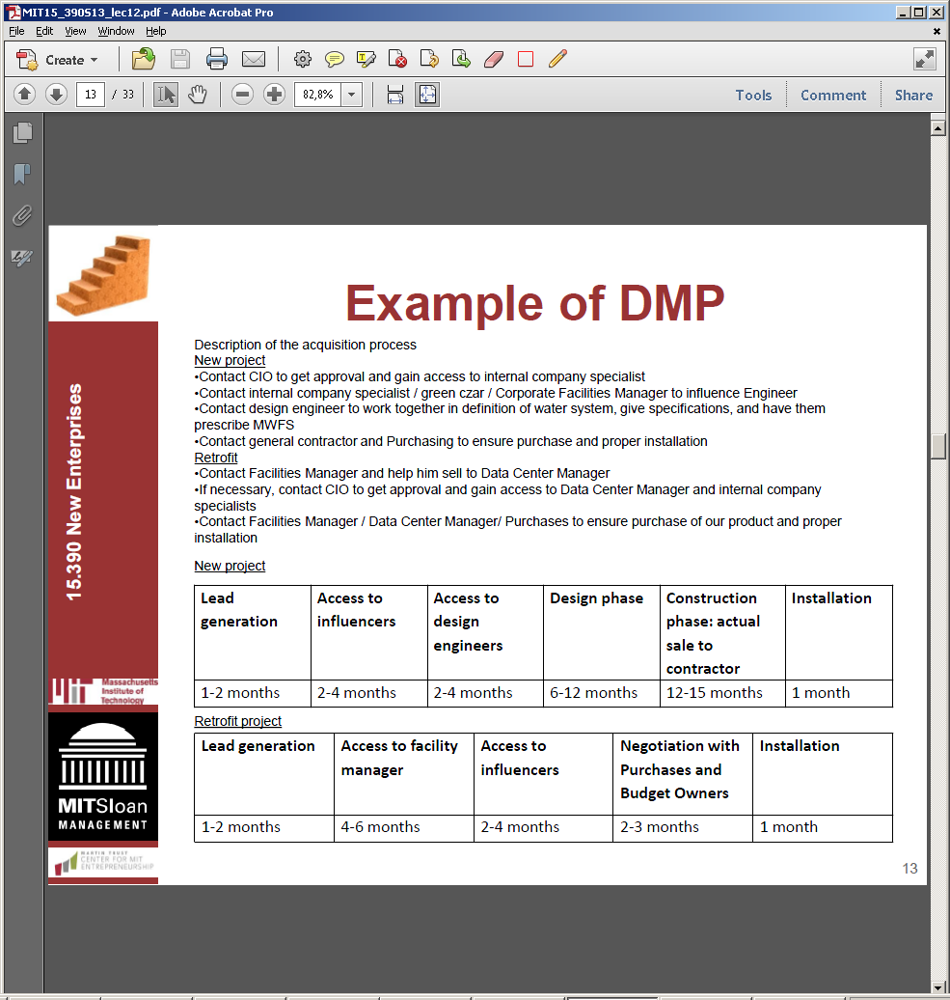 MIT15_390S13_lec12.pdf - Adobe Acrobat Pro
File Edit View Window Help
Create
13 / 33 82,8% Tools Comment Share
Example of DMP
Description of the acquisition process
New project
•Contact CIO to get approval and gain access to internal company specialist
•Contact internal company specialist / green czar / Corporate Facilities Manager to influence Engineer
•Contact design engineer to work together in definition of water system, give specifications, and have them
prescribe MWFS
•Contact general contractor and Purchasing to ensure purchase and proper installation
Retrofit
•Contact Facilities Manager and help him sell to Data Center Manager
•If necessary, contact CIO to get approval and gain access to Data Center Manager and internal company
specialists
•Contact Facilities Manager / Data Center Manager/ Purchases to ensure purchase of our product and proper
installation
New project
Lead
generation
Access to
influencers
Access to
design
engineers
Design phase
Construction
phase: actual
sale to
contractor
Installation
1-2 months 2-4 months 2-4 months 6-12 months 12-15 months 1 month
Retrofit project
Lead generation
Access to facility
manager
Access to
influencers
Negotiation with
Purchases and
Budget Owners
Installation
1-2 months 4-6 months 2-4 months 2-3 months 1 month
13
15.390 New Enterprises
Massachusetts
Institute of
Technology
MITSloan
MANAGEMENT
MARTIN TRUST
CENTER FOR MIT
ENTREPRENEURSHIP